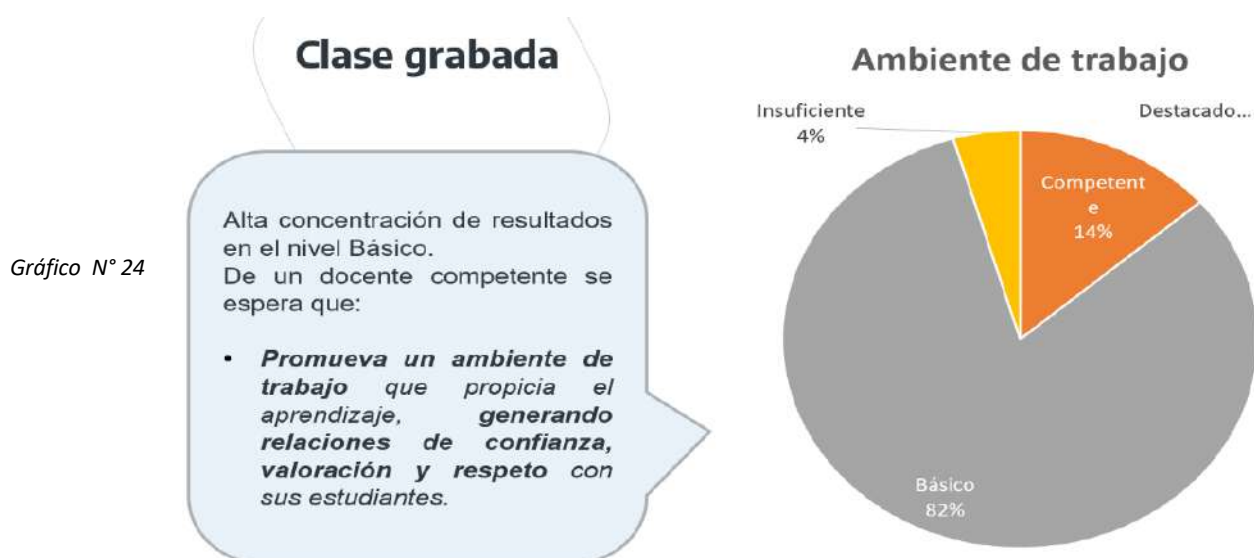 Clase grabada
Gráfico N° 24
Alta concentración de resultados
en el nivel Básico.
De un docente competente se
espera que:
• Promueva un ambiente de
trabajo que propicia el
aprendizaje, generando
relaciones de confianza,
valoración y respeto con
sus estudiantes.
Ambiente de trabajo
Insuficiente
4%
Destacado...
Competent
e
14%
Básico
82%